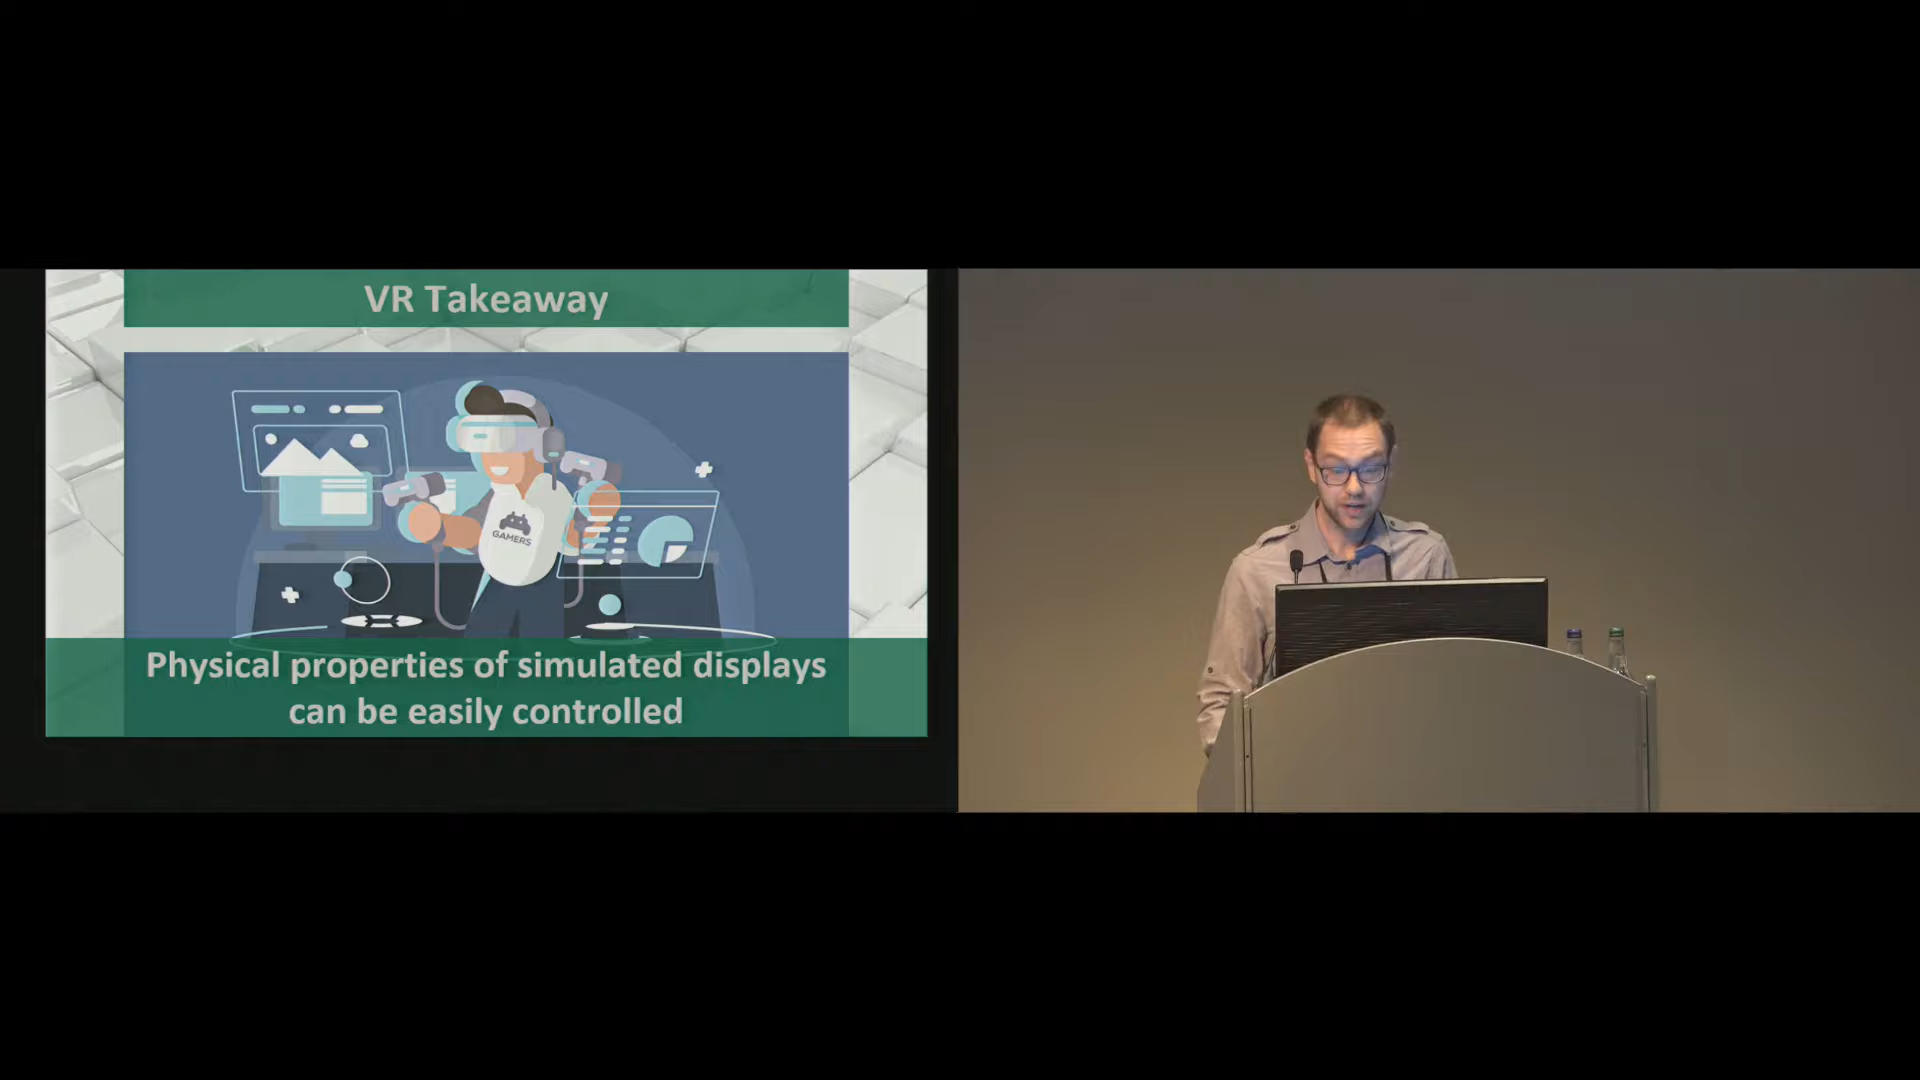 VR Takeaway
GAMERS
Physical properties of simulated displays
can be easily controlled